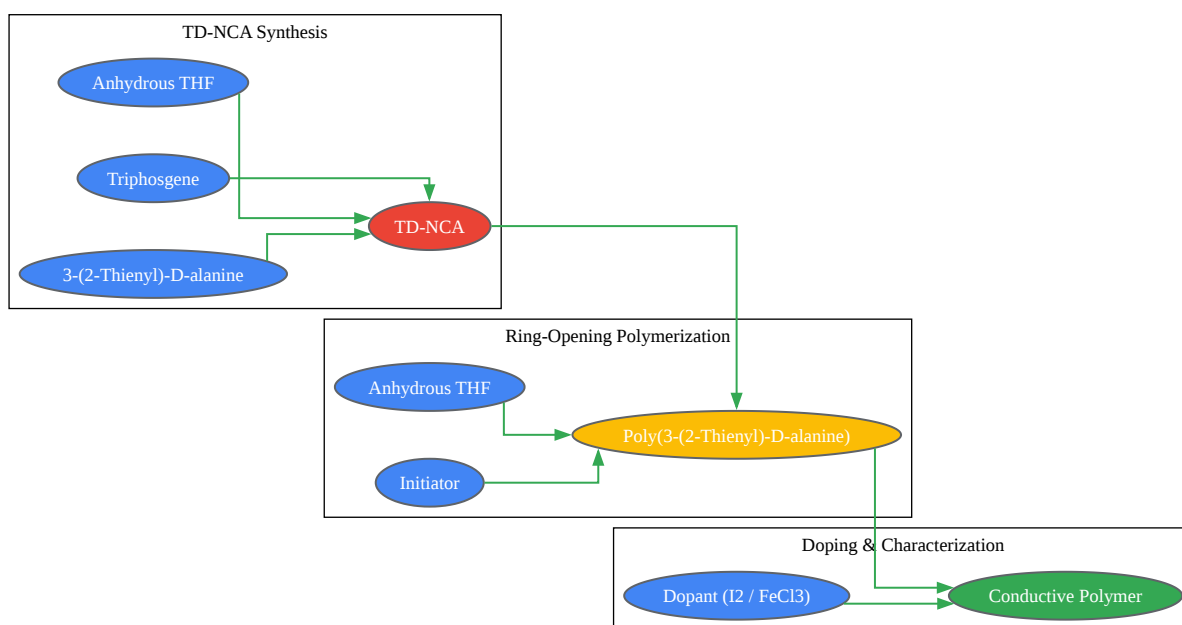 TD-NCA Synthesis
Anhydrous THF
Triphosgene
TD-NCA
3-(2-Thienyl)-D-alanine
Ring-Opening Polymerization
Anhydrous THF
Poly(3-(2-Thienyl)-D-alanine)
Initiator
Doping & Characterization
Dopant (I2 / FeCl3)
Conductive Polymer